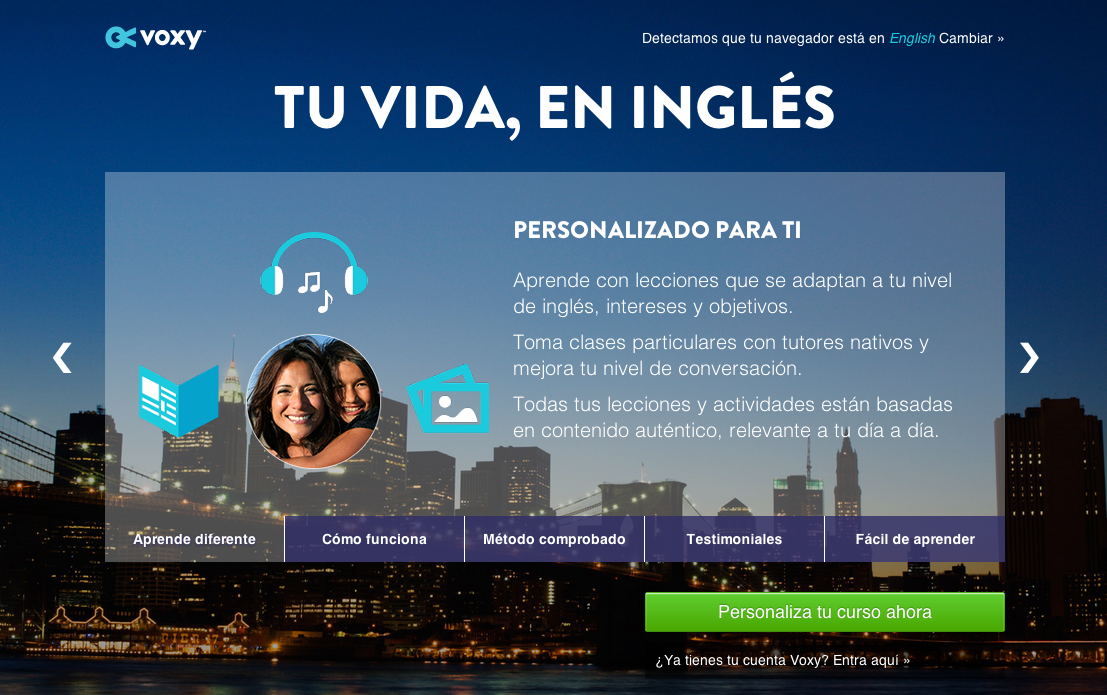 voxy™
Detectamos que tu navegador está en English Cambiar »
TU VIDA, EN INGLÉS
PERSONALIZADO PARA TI
Aprende con lecciones que se adaptan a tu nivel
de inglés, intereses y objetivos.
Toma clases particulares con tutores nativos y
mejora tu nivel de conversación.
Todas tus lecciones y actividades están basadas
en contenido auténtico, relevante a tu día a día.
Aprende diferente
Cómo funciona
Método comprobado
Testimoniales
Fácil de aprender
Personaliza tu curso ahora
¿Ya tienes tu cuenta Voxy? Entra aquí »